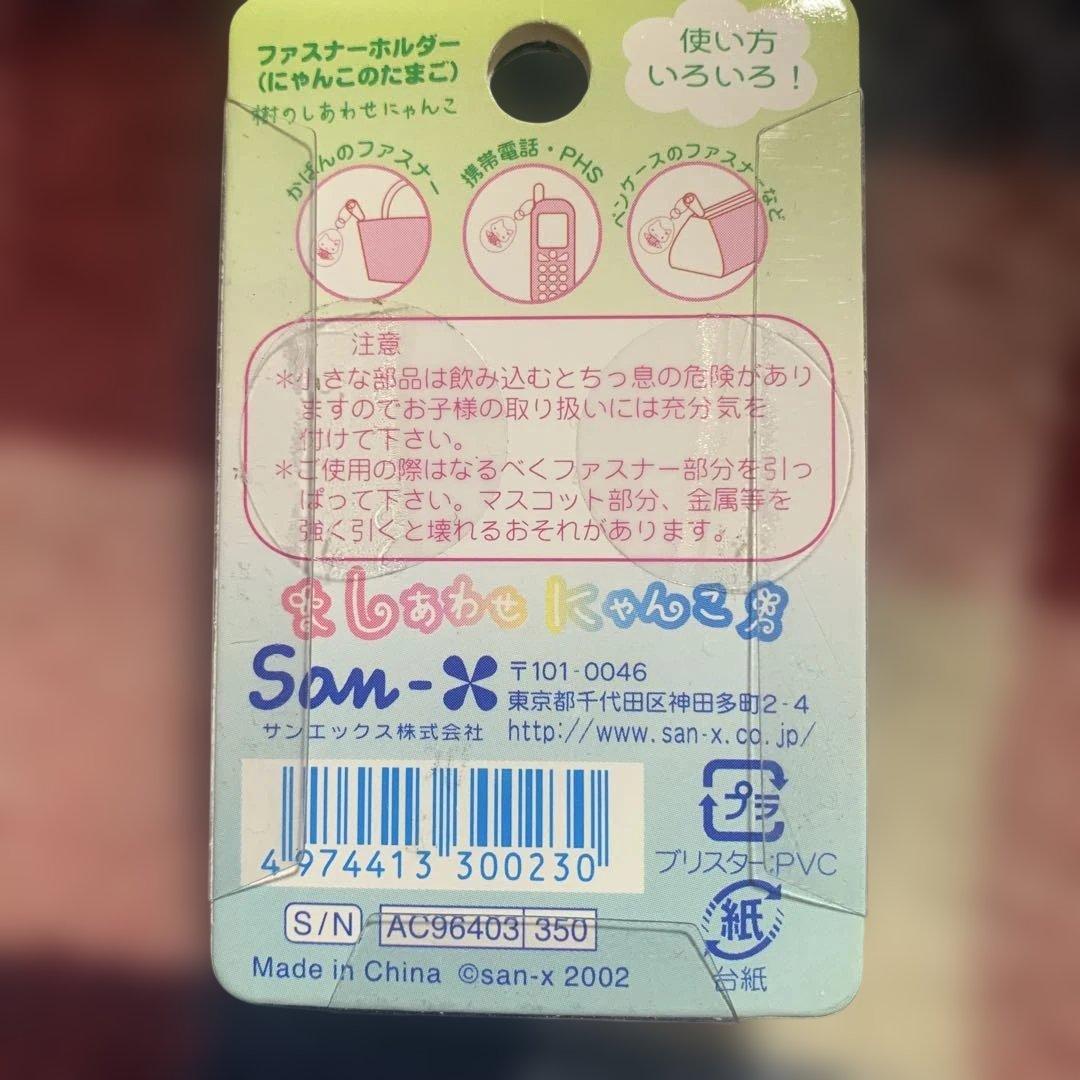 ファスナーホルダー
(にゃんこのたまご)
樹のしあわせにゃんこ
使い方
いろいろ!
かばんのファスナー
携帯電話・PHS
ペンケースのファスナーなど
注意
*小さな部品は飲み込むとちっ息の危険があり
ますのでお子様の取り扱いには充分気を
付けて下さい。
*ご使用の際はなるべくファスナー部分を引っ
ぱって下さい。マスコット部分、金属等を
強く引くと壊れるおそれがあります。
しあわせにゃんこ
San-X
〒101-0046
東京都千代田区神田多町2-4
サンエックス株式会社
http://www.san-x.co.jp/
4 974413 300230
プラ
ブリスター:PVC
紙
台紙
S/N AC96403 350
Made in China ©san-x 2002